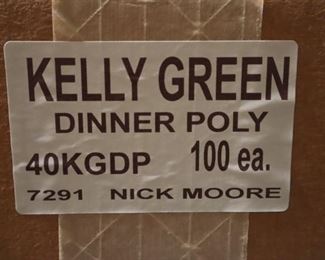 KELLY GREEN
DINNER POLY
40KGDP 100 ea.
7291 NICK MOORE